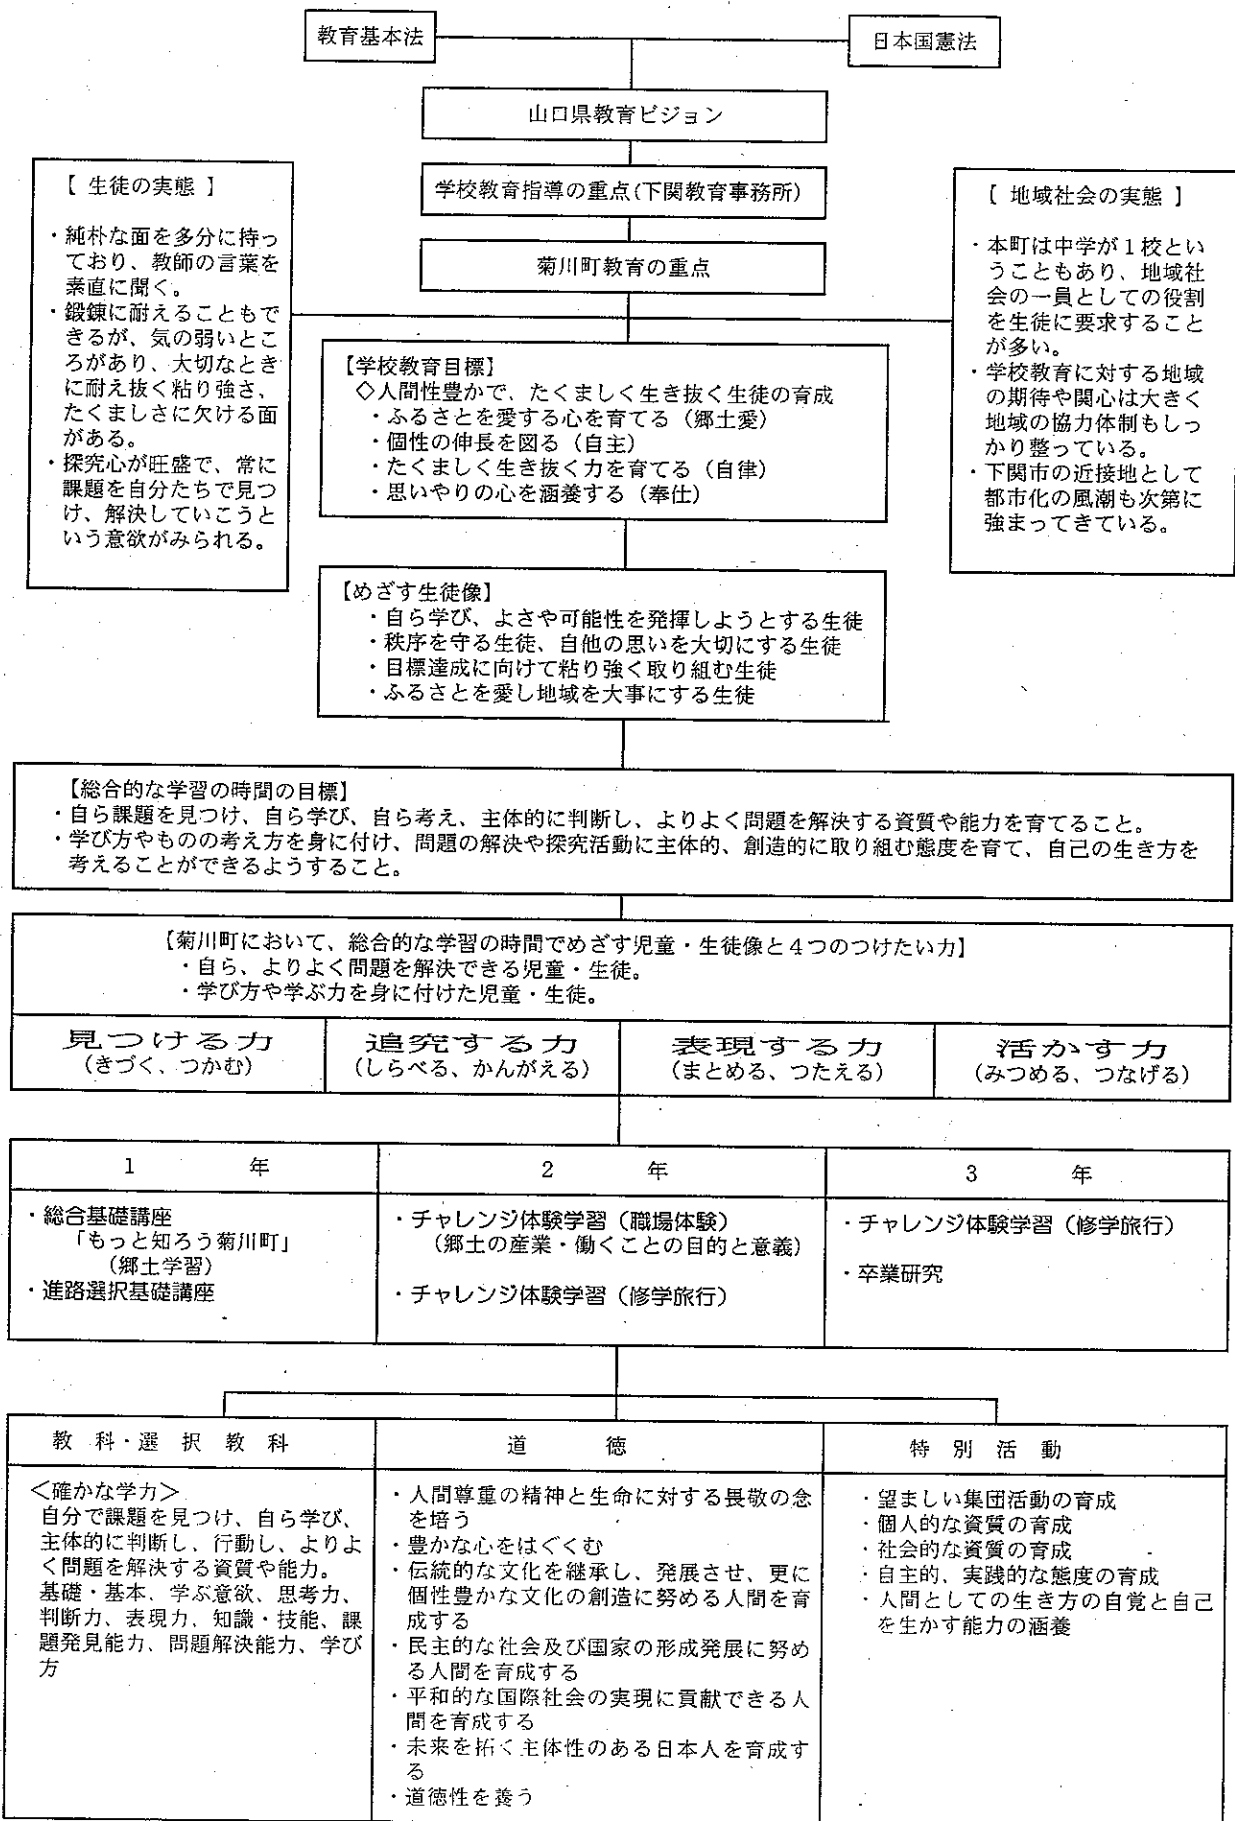 教育基本法
日本国憲法
山口県教育ビジョン
学校教育指導の重点(下関教育事務所)
菊川町教育の重点
【 生徒の実態 】
・純朴な面を多分に持っ
ており、教師の言葉を
素直に聞く。
・鍛錬に耐えることもで
きるが、気の弱いとこ
ろがあり、大切なとき
に耐え抜く粘り強さ、
たくましさに欠ける面
がある。
・探究心が旺盛で、常に
課題を自分たちで見つ
け、解決していこうと
いう意欲がみられる。
【 地域社会の実態 】
・本町は中学が1校とい
うこともあり、地域社
会の一員としての役割
を生徒に要求すること
が多い。
・学校教育に対する地域
の期待や関心は大きく
地域の協力体制もしっ
かり整っている。
・下関市の近接地として
都市化の風潮も次第に
強まってきている。
【学校教育目標】
◇人間性豊かで、たくましく生き抜く生徒の育成
・ふるさとを愛する心を育てる（郷土愛）
・個性の伸長を図る（自主）
・たくましく生き抜く力を育てる（自律）
・思いやりの心を涵養する（奉仕）
【めざす生徒像】
・自ら学び、よさや可能性を発揮しようとする生徒
・秩序を守る生徒、自他の思いを大切にする生徒
・目標達成に向けて粘り強く取り組む生徒
・ふるさとを愛し地域を大事にする生徒
【総合的な学習の時間の目標】
・自ら課題を見つけ、自ら学び、自ら考え、主体的に判断し、よりよく問題を解決する資質や能力を育てること。
・学び方やものの考え方を身に付け、問題の解決や探究活動に主体的、創造的に取り組む態度を育て、自己の生き方を
考えることができるようすること。
【菊川町において、総合的な学習の時間でめざす児童・生徒像と４つのつけたい力】
・自ら、よりよく問題を解決できる児童・生徒。
・学び方や学ぶ力を身に付けた児童・生徒。
見つける力 追究する力 表現する力 活かす力
(きづく、つかむ) (しらべる、かんがえる) (まとめる、つたえる) (みつめる、つなげる)
1 年 2 年 3 年
・総合基礎講座
「もっと知ろう菊川町」
(郷土学習)
・進路選択基礎講座
・チャレンジ体験学習（職場体験）
（郷土の産業・働くことの目的と意義）
・チャレンジ体験学習（修学旅行）
・チャレンジ体験学習（修学旅行）
・卒業研究
教 科・選 択 教 科 道 徳 特 別 活 動
＜確かな学力＞
自分で課題を見つけ、自ら学び、
主体的に判断し、行動し、よりよ
く問題を解決する資質や能力。
基礎・基本、学ぶ意欲、思考力、
判断力、表現力、知識・技能、課
題発見能力、問題解決能力、学び
方
・人間尊重の精神と生命に対する畏敬の念
を培う
・豊かな心をはぐくむ
・伝統的な文化を継承し、発展させ、更に
個性豊かな文化の創造に努める人間を育
成する
・民主的な社会及び国家の形成発展に努め
る人間を育成する
・平和的な国際社会の実現に貢献できる人
間を育成する
・未来を拓く主体性のある日本人を育成す
る
・道徳性を養う
・望ましい集団活動の育成
・個人的な資質の育成
・社会的な資質の育成
・自主的、実践的な態度の育成
・人間としての生き方の自覚と自己
を生かす能力の涵養